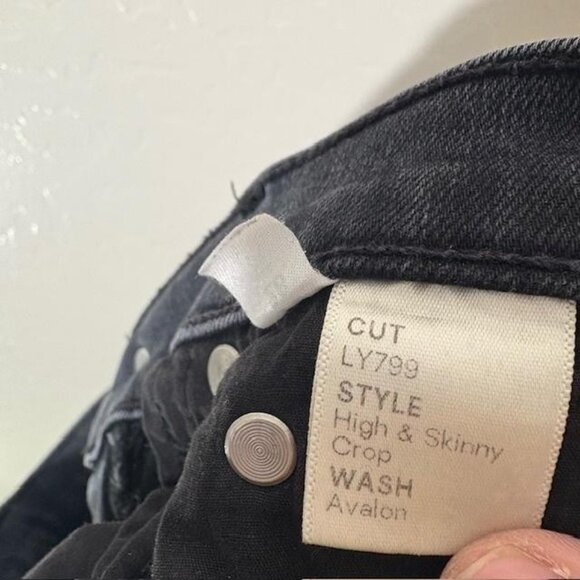 CUT
LY799
STYLE
High & Skinny
Crop
WASH
Avalon